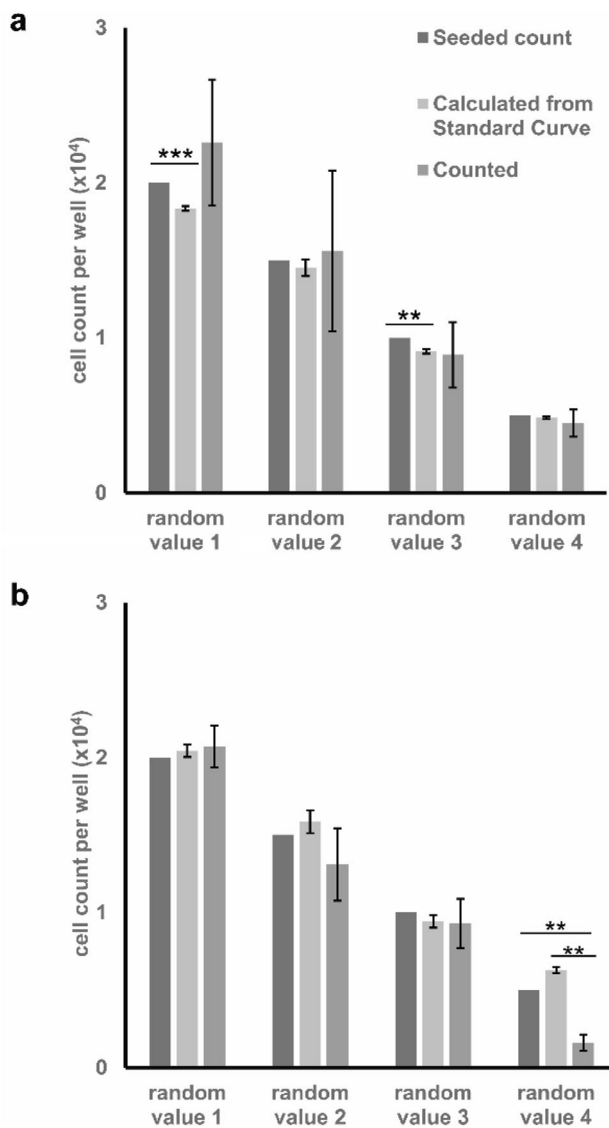 a
3
2
1
0
cell count per well (x10⁴)
Seeded count
Calculated from
Standard Curve
Counted
***
**
random
value 1
random
value 2
random
value 3
random
value 4
b
3
2
1
0
cell count per well (x10⁴)
**
**
random
value 1
random
value 2
random
value 3
random
value 4